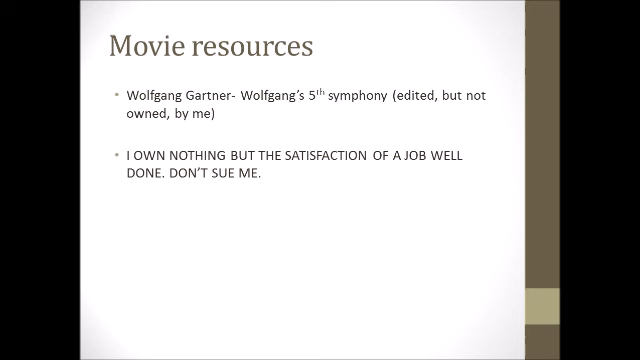 Movie resources
• Wolfgang Gartner- Wolfgang's 5th symphony (edited, but not
owned, by me)
• I OWN NOTHING BUT THE SATISFACTION OF A JOB WELL
DONE. DON'T SUE ME.